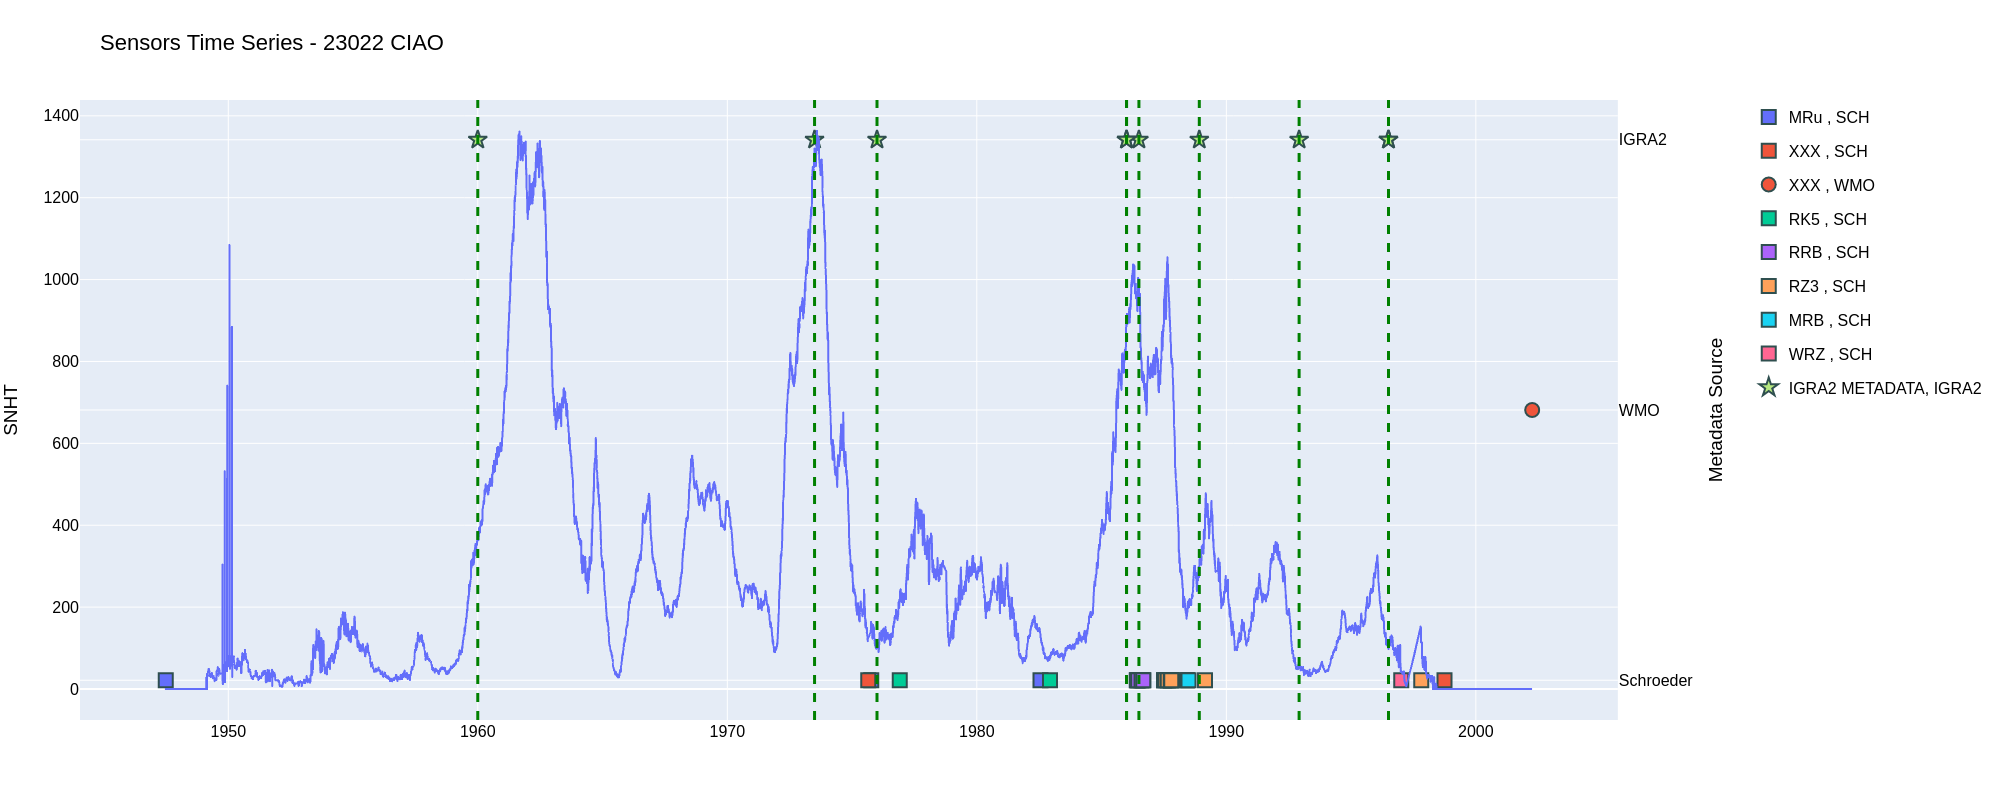 Sensors Time Series - 23022 CIAO
SNHT
1400
1200
1000
800
600
400
200
0
1950
1960
1970
1980
1990
2000
IGRA2
WMO
Schroeder
Metadata Source
MRu , SCH
XXX , SCH
XXX , WMO
RK5 , SCH
RRB , SCH
RZ3 , SCH
MRB , SCH
WRZ , SCH
IGRA2 METADATA, IGRA2